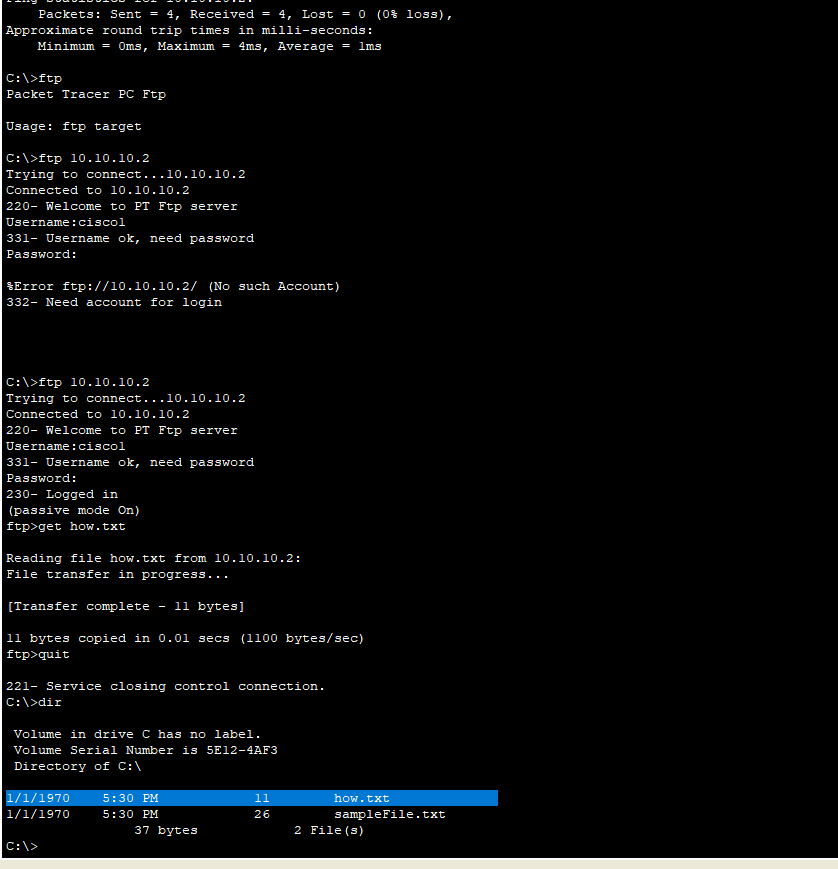 Ping statistics for 10.10.10.2:
    Packets: Sent = 4, Received = 4, Lost = 0 (0% loss),
Approximate round trip times in milli-seconds:
    Minimum = 0ms, Maximum = 4ms, Average = 1ms
C:\>ftp
Packet Tracer PC Ftp
Usage: ftp target
C:\>ftp 10.10.10.2
Trying to connect...10.10.10.2
Connected to 10.10.10.2
220- Welcome to PT Ftp server
Username:cisco1
331- Username ok, need password
Password:
%Error ftp://10.10.10.2/ (No such Account)
332- Need account for login
C:\>ftp 10.10.10.2
Trying to connect...10.10.10.2
Connected to 10.10.10.2
220- Welcome to PT Ftp server
Username:cisco1
331- Username ok, need password
Password:
230- Logged in
(passive mode On)
ftp>get how.txt
Reading file how.txt from 10.10.10.2:
File transfer in progress...
[Transfer complete - 11 bytes]
11 bytes copied in 0.01 secs (1100 bytes/sec)
ftp>quit
221- Service closing control connection.
C:\>dir
 Volume in drive C has no label.
 Volume Serial Number is 5E12-4AF3
 Directory of C:\
1/1/1970    5:30 PM            11        how.txt
1/1/1970    5:30 PM            26        sampleFile.txt
                37 bytes            2 File(s)
C:\>